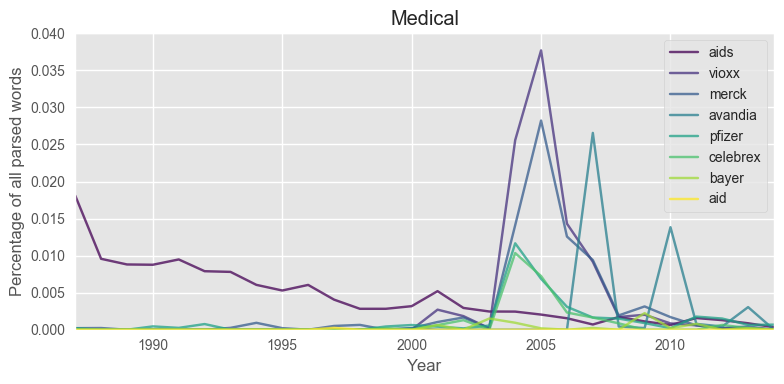 Medical
0.040
0.035
0.030
0.025
0.020
0.015
0.010
0.005
0.000
Percentage of all parsed words
1990
1995
2000
2005
2010
Year
aids
vioxx
merck
avandia
pfizer
celebrex
bayer
aid